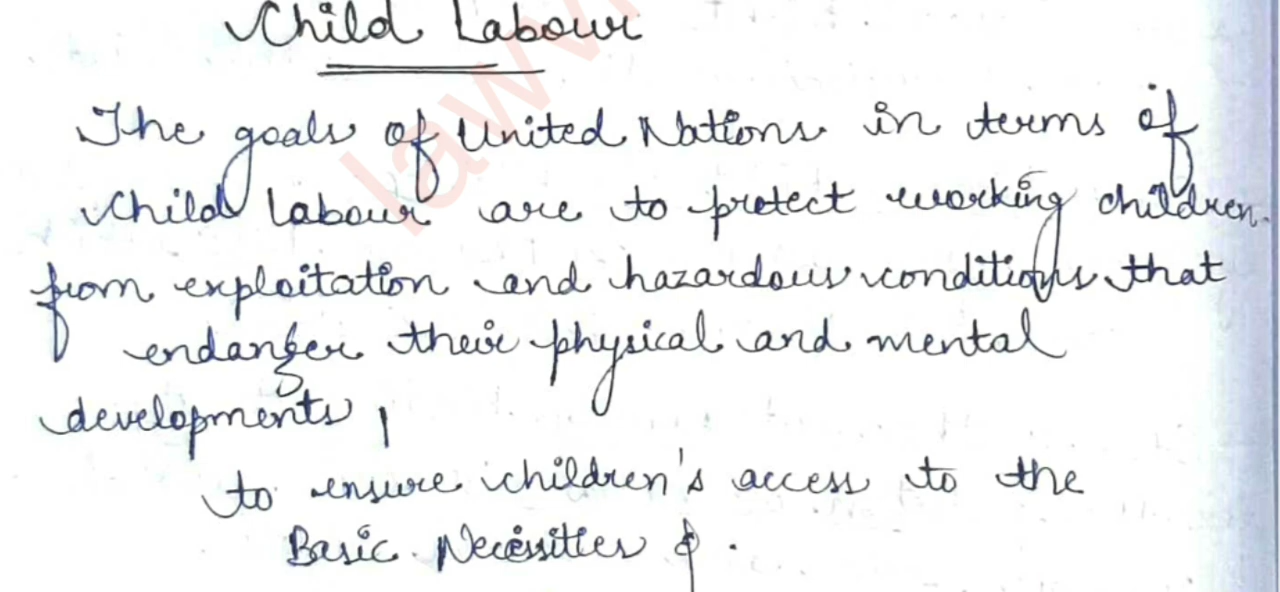 Child Labour
The goals of United Nations in terms of
Child Labour are to protect working children
from exploitation and hazardous conditions that
endanger their physical and mental
developments,
to ensure children's access to the
Basic Necessities & .